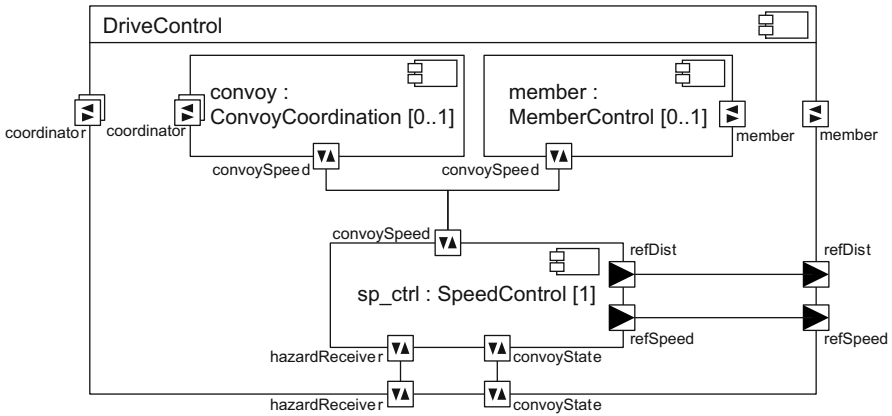 DriveControl
convoy :
ConvoyCoordination [0..1]
member :
MemberControl [0..1]
coordinator
coordinator
member
member
convoySpeed
convoySpeed
convoySpeed
refDist
refDist
sp_ctrl : SpeedControl [1]
refSpeed
refSpeed
hazardReceiver
convoyState
hazardReceiver
convoyState